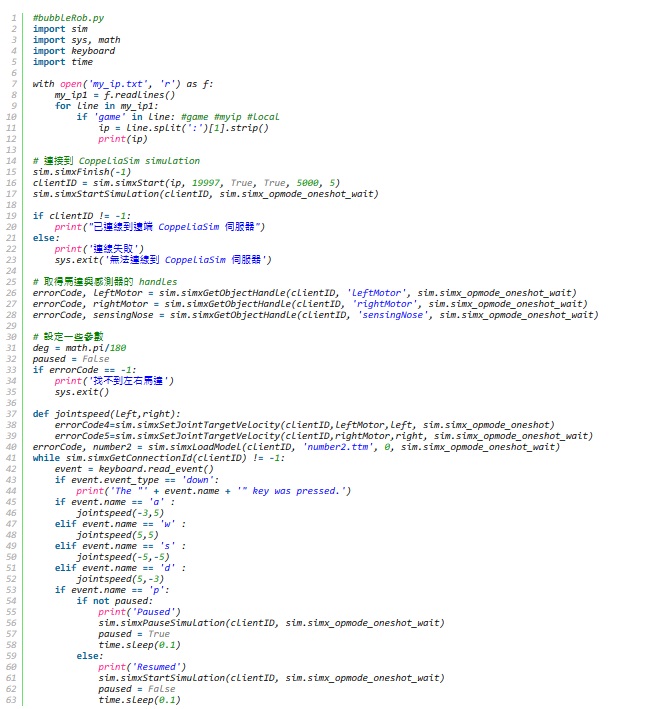 1 #bubbleRob.py
2 import sim
3 import sys, math
4 import keyboard
5 import time
6
7 with open('my_ip.txt', 'r') as f:
8     my_ip1 = f.readlines()
9     for line in my_ip1:
10         if 'game' in line: #game #myip #local
11             ip = line.split(':')[1].strip()
12             print(ip)
13
14 # 連接到 CoppeliaSim simulation
15 sim.simxFinish(-1)
16 clientID = sim.simxStart(ip, 19997, True, True, 5000, 5)
17 sim.simxStartSimulation(clientID, sim.simx_opmode_oneshot_wait)
18
19 if clientID != -1:
20     print("已連線到遠端 CoppeliaSim 伺服器")
21 else:
22     print('連線失敗')
23     sys.exit('無法連線到 CoppeliaSim 伺服器')
24
25 # 取得馬達與感測器的 handles
26 errorCode, leftMotor = sim.simxGetObjectHandle(clientID, 'leftMotor', sim.simx_opmode_oneshot_wait)
27 errorCode, rightMotor = sim.simxGetObjectHandle(clientID, 'rightMotor', sim.simx_opmode_oneshot_wait)
28 errorCode, sensingNose = sim.simxGetObjectHandle(clientID, 'sensingNose', sim.simx_opmode_oneshot_wait)
29
30 # 設定一些參數
31 deg = math.pi/180
32 paused = False
33 if errorCode == -1:
34     print('找不到左右馬達')
35     sys.exit()
36
37 def jointspeed(left,right):
38     errorCode4=sim.simxSetJointTargetVelocity(clientID,leftMotor,left, sim.simx_opmode_oneshot)
39     errorCode5=sim.simxSetJointTargetVelocity(clientID,rightMotor,right, sim.simx_opmode_oneshot_wait)
40 errorCode, number2 = sim.simxLoadModel(clientID, 'number2.ttm', 0, sim.simx_opmode_oneshot_wait)
41 while sim.simxGetConnectionId(clientID) != -1:
42     event = keyboard.read_event()
43     if event.event_type == 'down':
44         print('The "' + event.name + '" key was pressed.')
45     if event.name == 'a' :
46         jointspeed(-3,5)
47     elif event.name == 'w' :
48         jointspeed(5,5)
49     elif event.name == 's' :
50         jointspeed(-5,-5)
51     elif event.name == 'd' :
52         jointspeed(5,-3)
53     if event.name == 'p':
54         if not paused:
55             print('Paused')
56             sim.simxPauseSimulation(clientID, sim.simx_opmode_oneshot_wait)
57             paused = True
58             time.sleep(0.1)
59         else:
60             print('Resumed')
61             sim.simxStartSimulation(clientID, sim.simx_opmode_oneshot_wait)
62             paused = False
63             time.sleep(0.1)